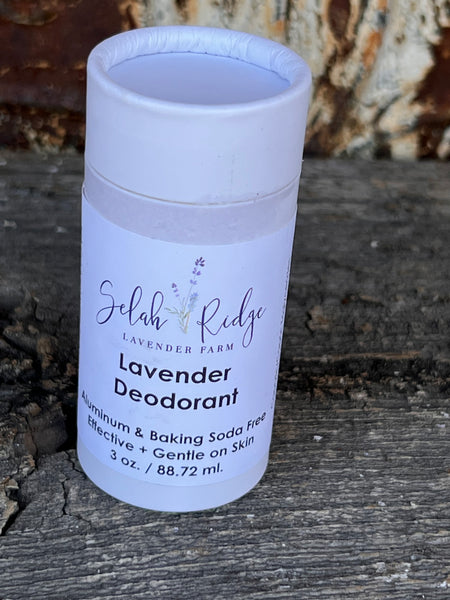 Selah Ridge
LAVENDER FARM
Lavender
Deodorant
Aluminum & Baking Soda Free
Effective + Gentle on Skin
3 oz. / 88.72 ml.